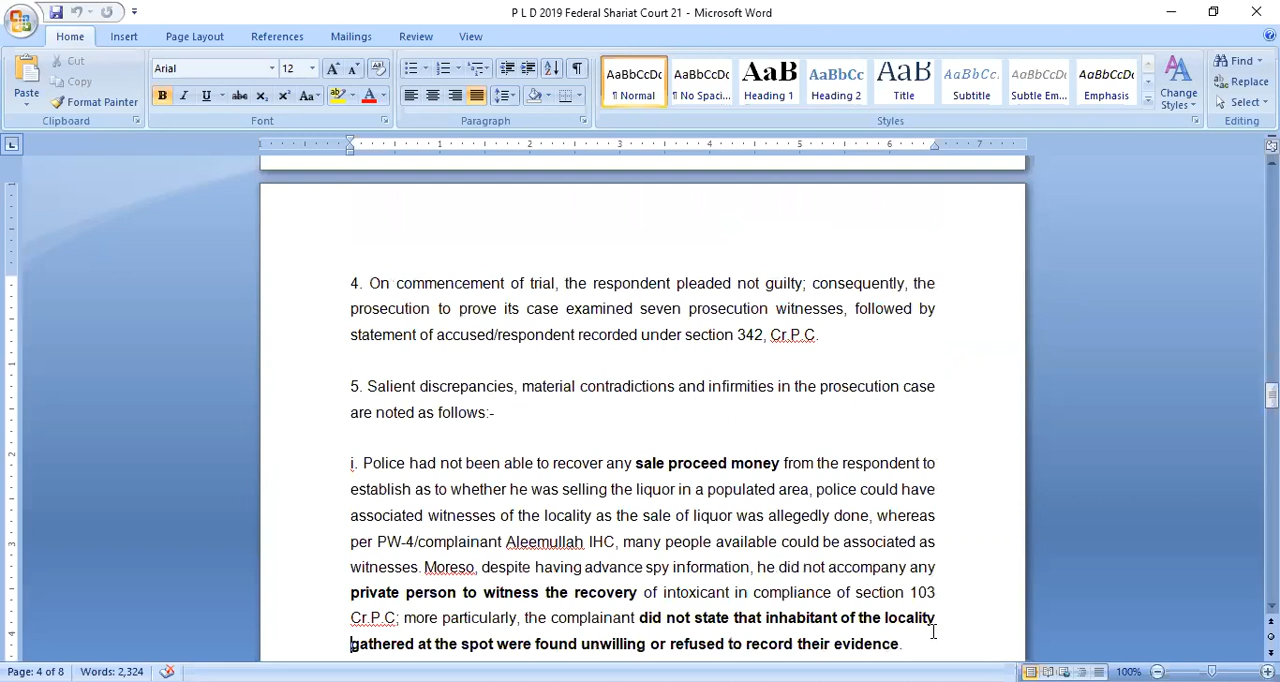 P L D 2019 Federal Shariat Court 21 - Microsoft Word
Home Insert Page Layout References Mailings Review View
Paste
Cut
Copy
Format Painter
Clipboard
Arial 12
Font
Paragraph
AaBbCcDc AaBbCcDc AaB AaBbCc AaB AaBbCc AaBbCcDc AaBbCcDc
¶ Normal ¶ No Spaci... Heading 1 Heading 2 Title Subtitle Subtle Em... Emphasis
Styles
Change
Styles
Find
Replace
Select
Editing
1 2 3 4 5 6 7
4. On commencement of trial, the respondent pleaded not guilty; consequently, the
prosecution to prove its case examined seven prosecution witnesses, followed by
statement of accused/respondent recorded under section 342, Cr.P.C.
5. Salient discrepancies, material contradictions and infirmities in the prosecution case
are noted as follows:-
i. Police had not been able to recover any sale proceed money from the respondent to
establish as to whether he was selling the liquor in a populated area, police could have
associated witnesses of the locality as the sale of liquor was allegedly done, whereas
per PW-4/complainant Aleemullah IHC, many people available could be associated as
witnesses. Moreso, despite having advance spy information, he did not accompany any
private person to witness the recovery of intoxicant in compliance of section 103
Cr.P.C; more particularly, the complainant did not state that inhabitant of the locality
gathered at the spot were found unwilling or refused to record their evidence.
Page: 4 of 8 Words: 2,324 100%